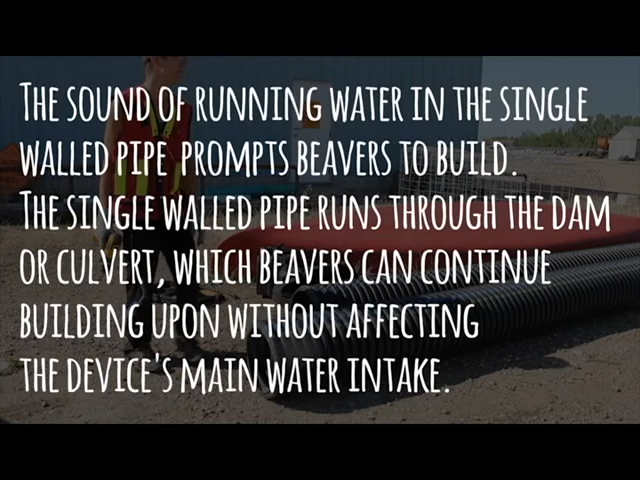 The sound of running water in the single
walled pipe prompts beavers to build.
The single walled pipe runs through the dam
or culvert, which beavers can continue
building upon without affecting
the device's main water intake.